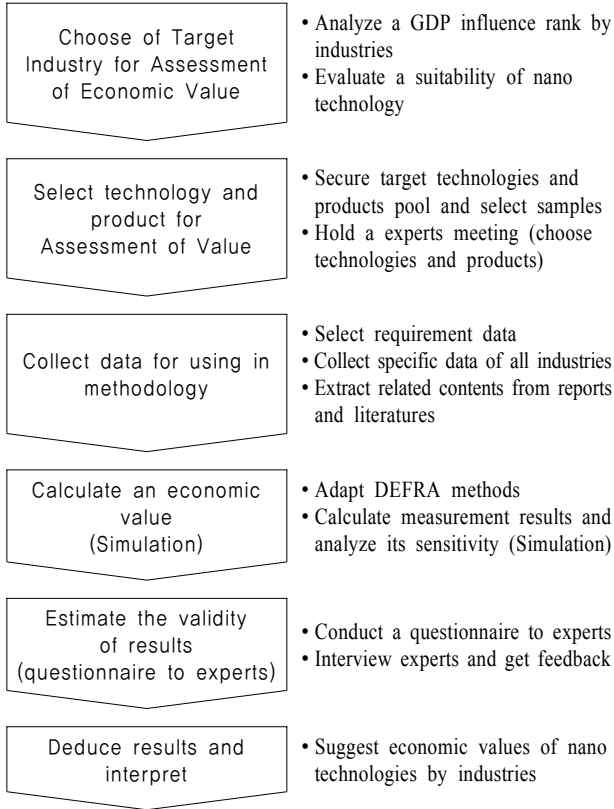 Choose of Target
Industry for Assessment
of Economic Value
• Analyze a GDP influence rank by
industries
• Evaluate a suitability of nano
technology
Select technology and
product for
Assessment of Value
• Secure target technologies and
products pool and select samples
• Hold a experts meeting (choose
technologies and products)
Collect data for using in
methodology
• Select requirement data
• Collect specific data of all industries
• Extract related contents from reports
and literatures
Calculate an economic
value
(Simulation)
• Adapt DEFRA methods
• Calculate measurement results and
analyze its sensitivity (Simulation)
Estimate the validity
of results
(questionnaire to experts)
• Conduct a questionnaire to experts
• Interview experts and get feedback
Deduce results and
interpret
• Suggest economic values of nano
technologies by industries